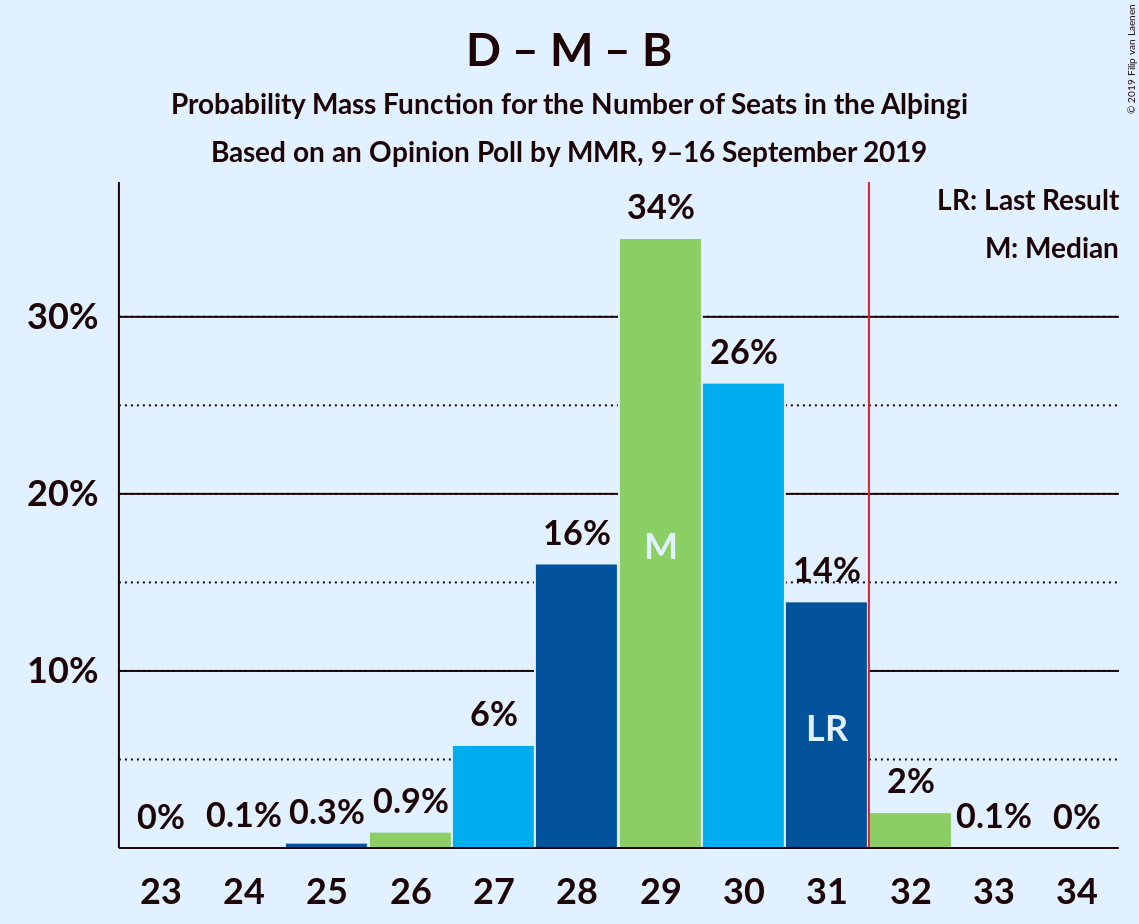 D – M – B
Probability Mass Function for the Number of Seats in the Alþingi
Based on an Opinion Poll by MMR, 9–16 September 2019
© 2019 Filip van Laenen
LR: Last Result
M: Median
30%
20%
10%
0%
0.1%
0.3%
0.9%
6%
16%
34%
26%
14%
2%
0.1%
0%
M
LR
23 24 25 26 27 28 29 30 31 32 33 34